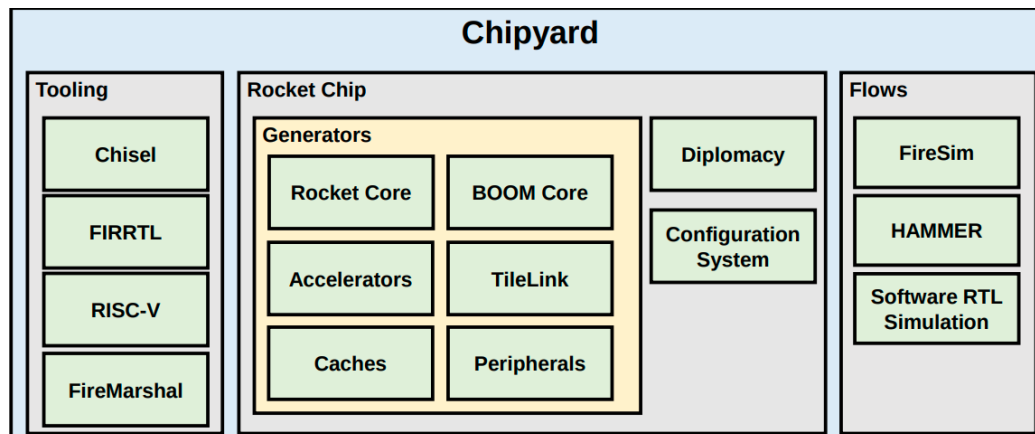 Chipyard
Tooling
Chisel
FIRRTL
RISC-V
FireMarshal
Rocket Chip
Generators
Rocket Core
BOOM Core
Accelerators
TileLink
Caches
Peripherals
Diplomacy
Configuration
System
Flows
FireSim
HAMMER
Software RTL
Simulation